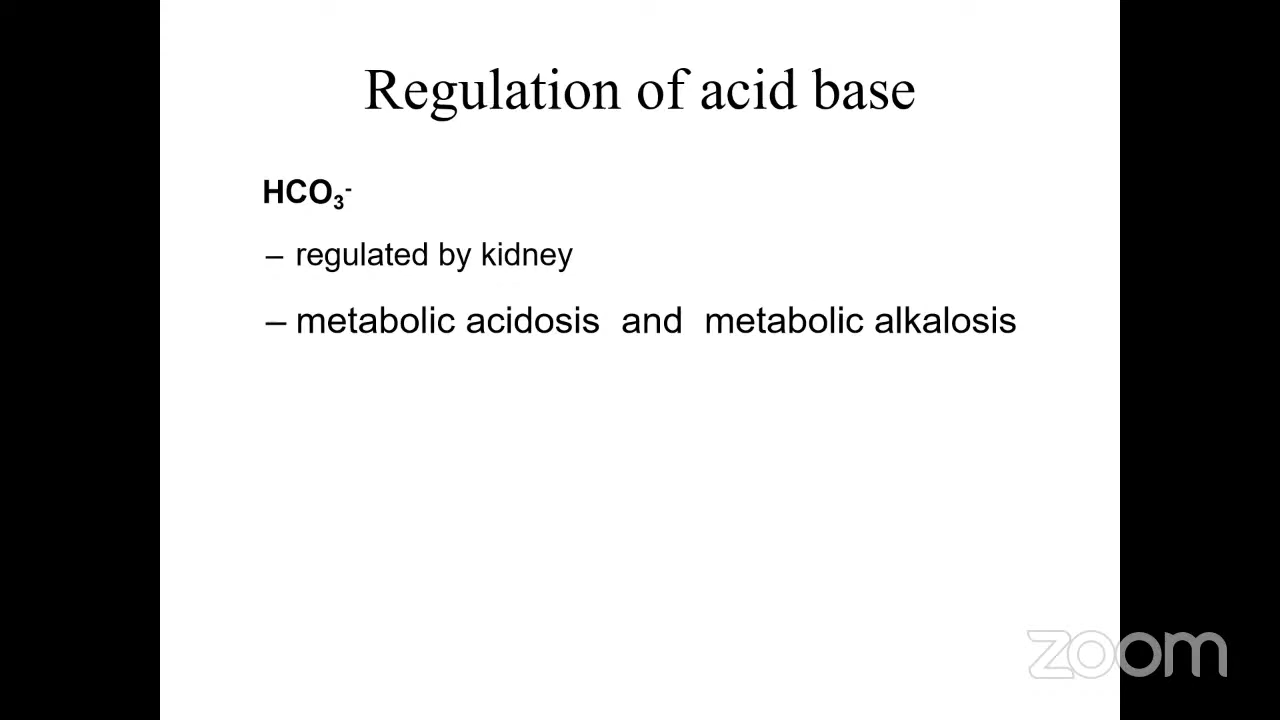 Regulation of acid base
HCO₃⁻
– regulated by kidney
– metabolic acidosis and metabolic alkalosis
zoom